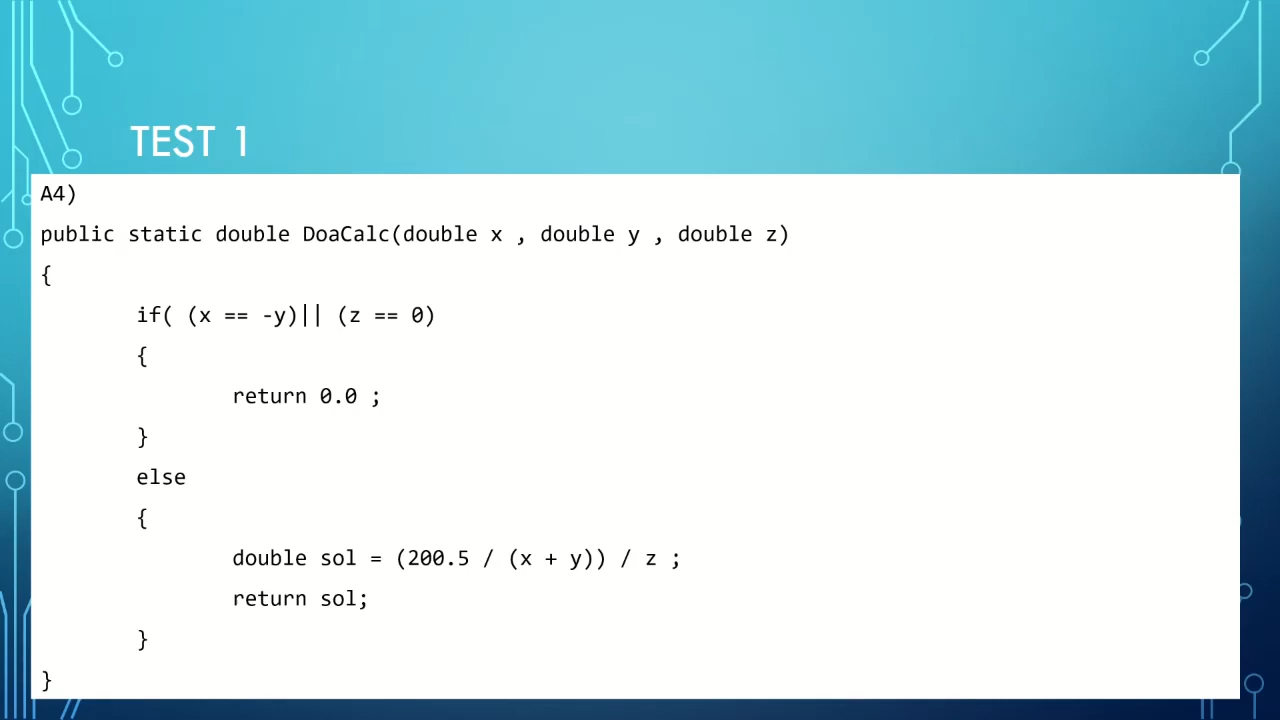 TEST 1
A4)
public static double DoaCalc(double x , double y , double z)
{
if( (x == -y)|| (z == 0)
{
return 0.0 ;
}
else
{
double sol = (200.5 / (x + y)) / z ;
return sol;
}
}